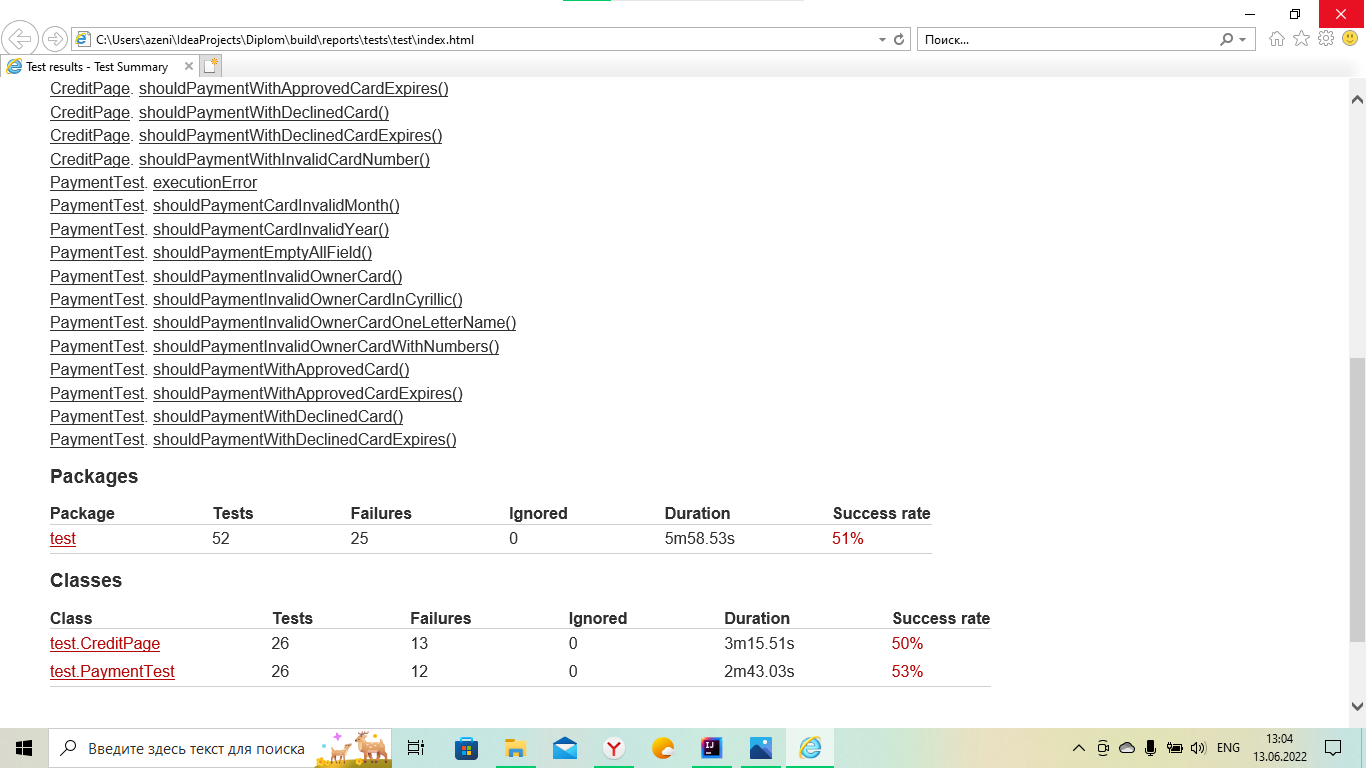 C:\Users\azeni\IdeaProjects\Diplom\build\reports\tests\test\index.html
Поиск...
Test results - Test Summary
CreditPage. shouldPaymentWithApprovedCardExpires()
CreditPage. shouldPaymentWithDeclinedCard()
CreditPage. shouldPaymentWithDeclinedCardExpires()
CreditPage. shouldPaymentWithInvalidCardNumber()
PaymentTest. executionError
PaymentTest. shouldPaymentCardInvalidMonth()
PaymentTest. shouldPaymentCardInvalidYear()
PaymentTest. shouldPaymentEmptyAllField()
PaymentTest. shouldPaymentInvalidOwnerCard()
PaymentTest. shouldPaymentInvalidOwnerCardInCyrillic()
PaymentTest. shouldPaymentInvalidOwnerCardOneLetterName()
PaymentTest. shouldPaymentInvalidOwnerCardWithNumbers()
PaymentTest. shouldPaymentWithApprovedCard()
PaymentTest. shouldPaymentWithApprovedCardExpires()
PaymentTest. shouldPaymentWithDeclinedCard()
PaymentTest. shouldPaymentWithDeclinedCardExpires()
Packages
Package Tests Failures Ignored Duration Success rate
test 52 25 0 5m58.53s 51%
Classes
Class Tests Failures Ignored Duration Success rate
test.CreditPage 26 13 0 3m15.51s 50%
test.PaymentTest 26 12 0 2m43.03s 53%
Введите здесь текст для поиска
ENG
13:04
13.06.2022